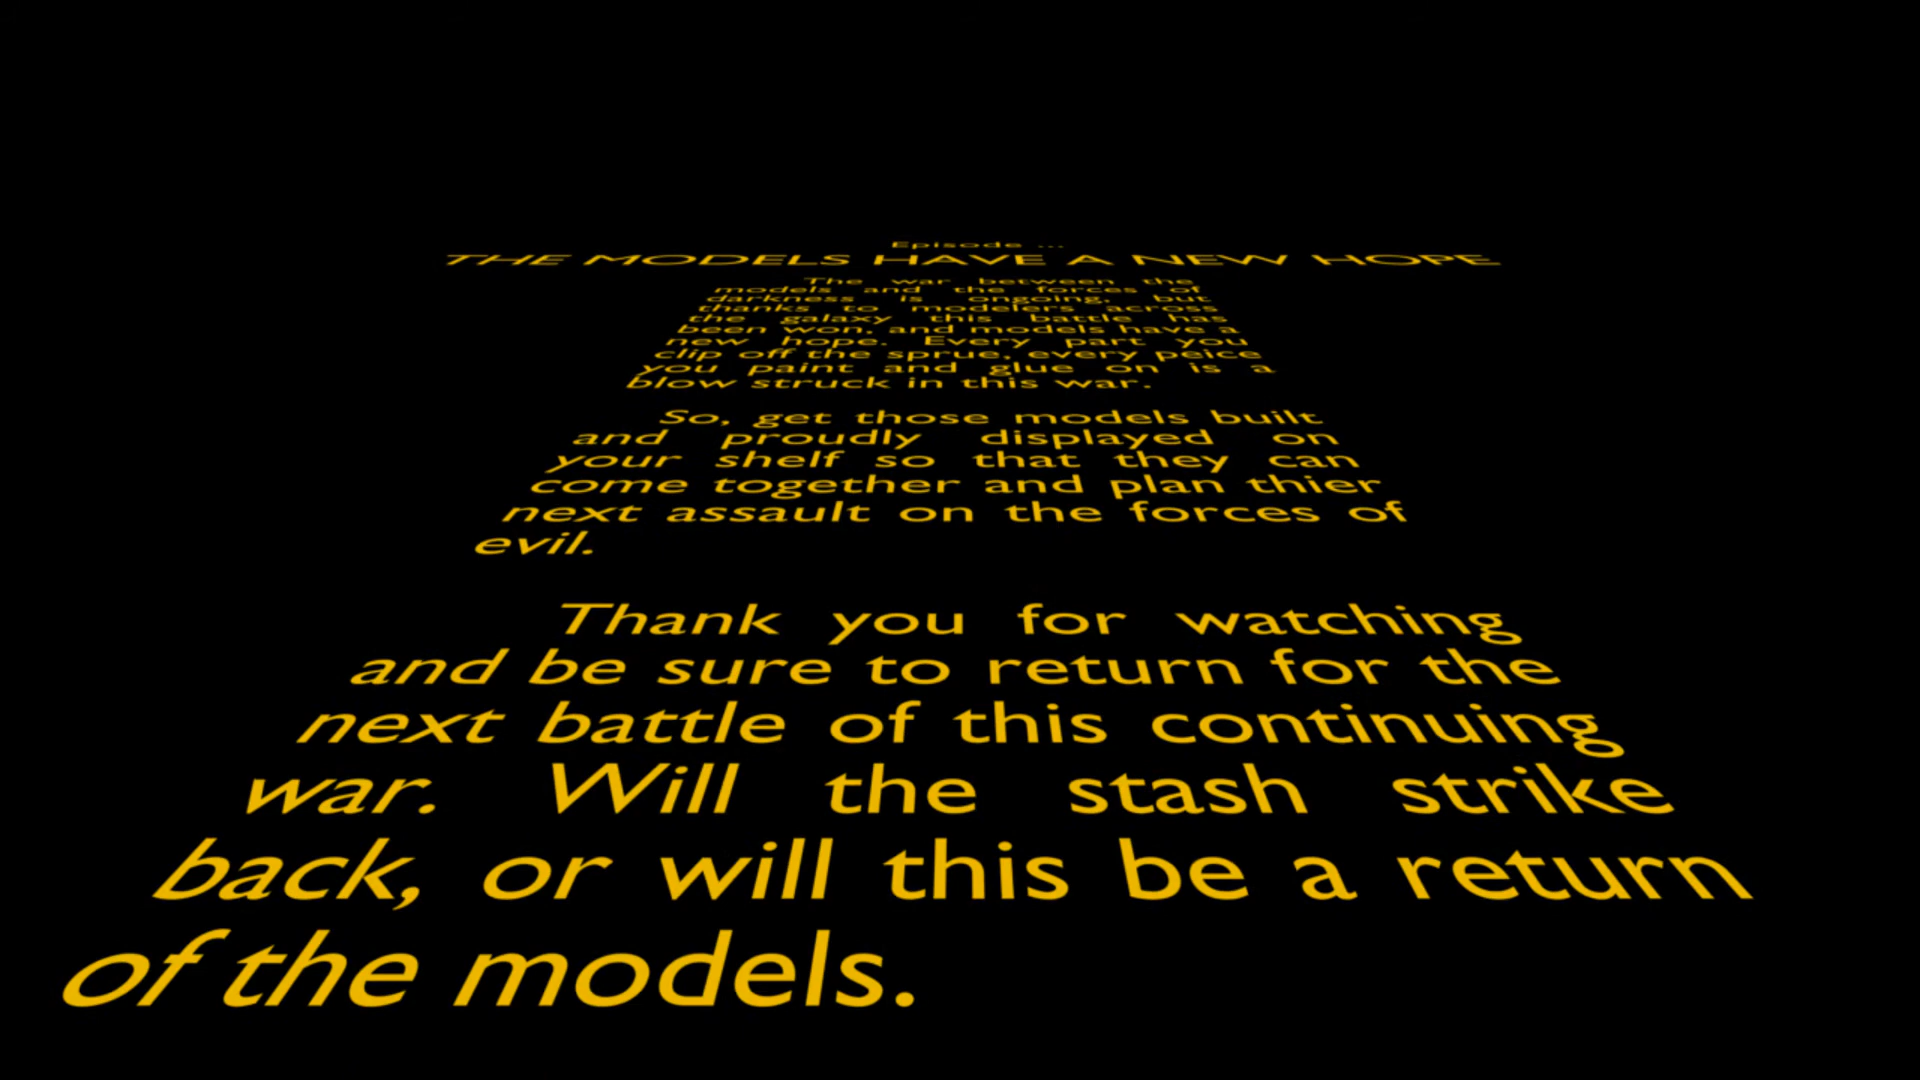 Episode ...
THE MODELS HAVE A NEW HOPE
The war between the
models and the forces of
darkness is ongoing, but
thanks to modelers across
the galaxy this battle has
been won, and models have a
new hope. Every part you
clip off the sprue, every peice
you paint and glue on is a
blow struck in this war.
So, get those models built
and proudly displayed on
your shelf so that they can
come together and plan thier
next assault on the forces of
evil.
Thank you for watching
and be sure to return for the
next battle of this continuing
war. Will the stash strike
back, or will this be a return
of the models.